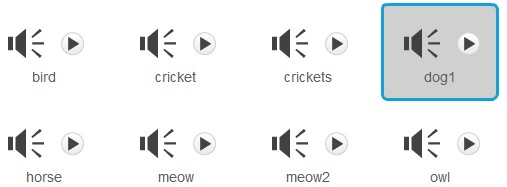 bird cricket crickets dog1
horse meow meow2 owl